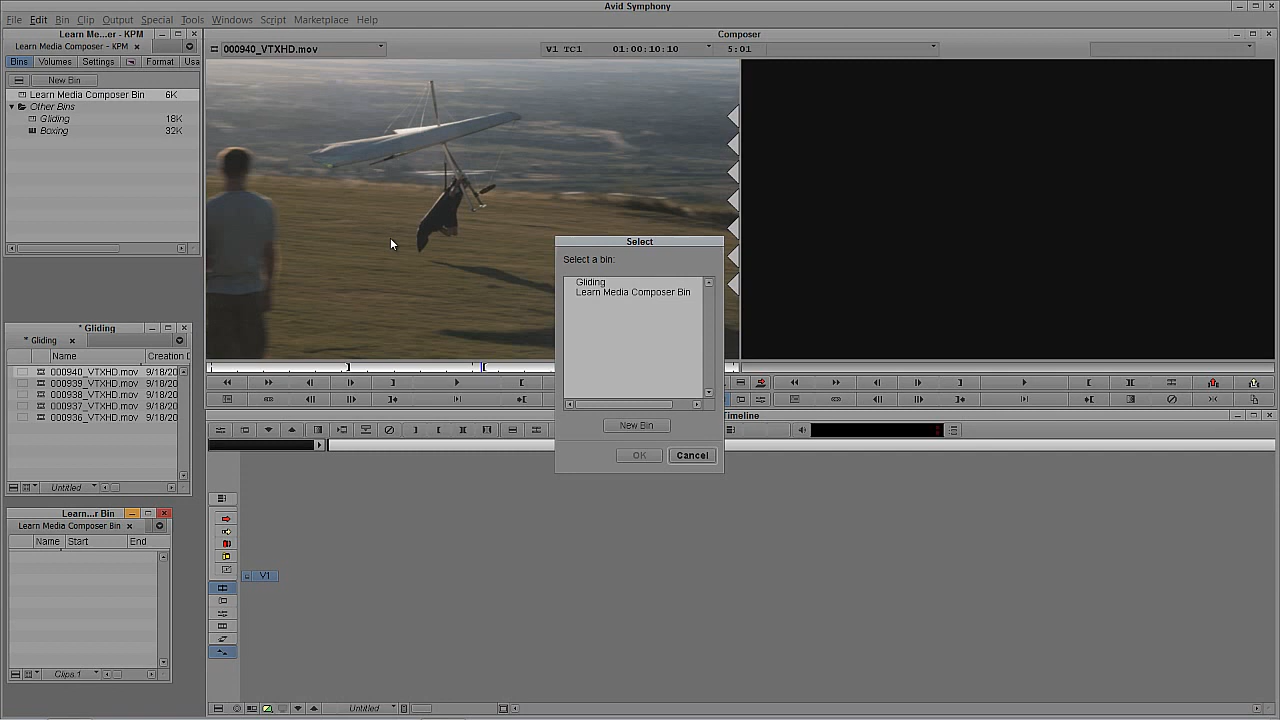 Avid Symphony
File Edit Bin Clip Output Special Tools Windows Script Marketplace Help
Learn Me...er - KPM
Learn Media Composer - KPM
Bins Volumes Settings Format Usa
New Bin
Learn Media Composer Bin 6K
Other Bins
Gliding 18K
Boxing 32K
Composer
000940_VTXHD.mov
V1 TC1 01:00:10:10 5:01
Select
Select a bin:
Gliding
Learn Media Composer Bin
New Bin
OK Cancel
* Gliding
* Gliding
Name Creation D
000940_VTXHD.mov 9/18/20
000939_VTXHD.mov 9/18/20
000938_VTXHD.mov 9/18/20
000937_VTXHD.mov 9/18/20
000936_VTXHD.mov 9/18/20
Untitled
Learn...r Bin
Learn Media Composer Bin
Name Start End
Clips.1
Timeline
V1
Untitled